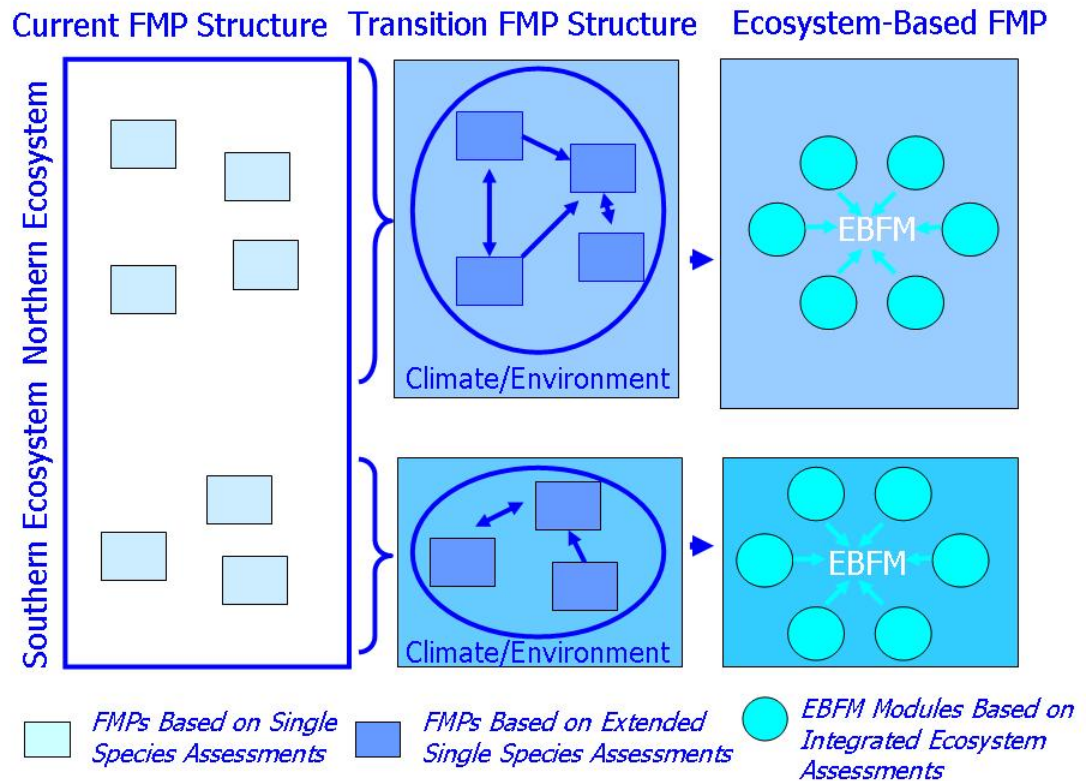 Current FMP Structure
Transition FMP Structure
Ecosystem-Based FMP
Northern Ecosystem
Southern Ecosystem
EBFM
Climate/Environment
EBFM
Climate/Environment
FMPs Based on Single
Species Assessments
FMPs Based on Extended
Single Species Assessments
EBFM Modules Based on
Integrated Ecosystem
Assessments